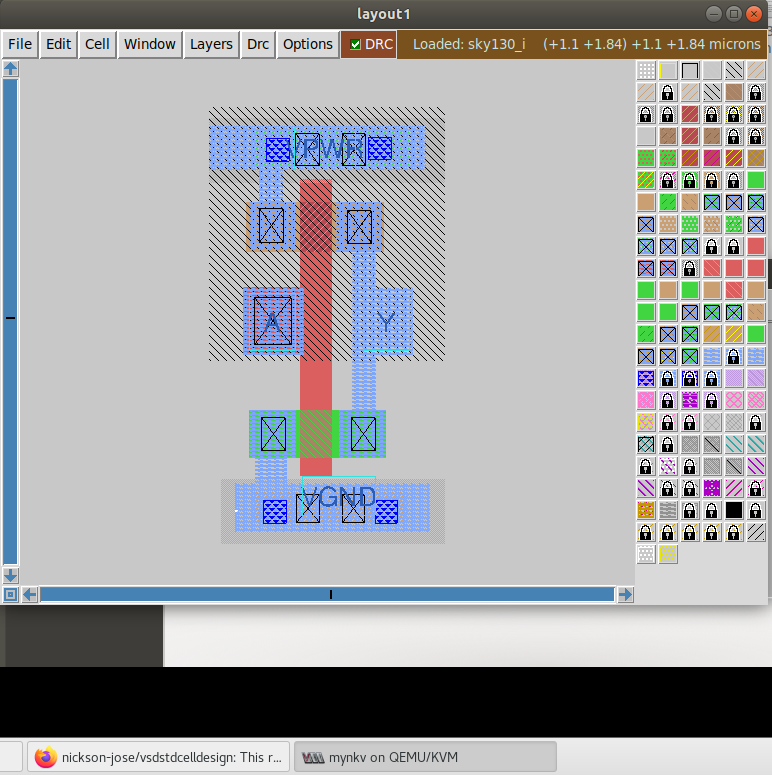 layout1
File Edit Cell Window Layers Drc Options DRC Loaded: sky130_i (+1.1 +1.84) +1.1 +1.84 microns
VPWR
A Y
VGND
nickson-jose/vsdstdcelldesign: This r... mynkv on QEMU/KVM